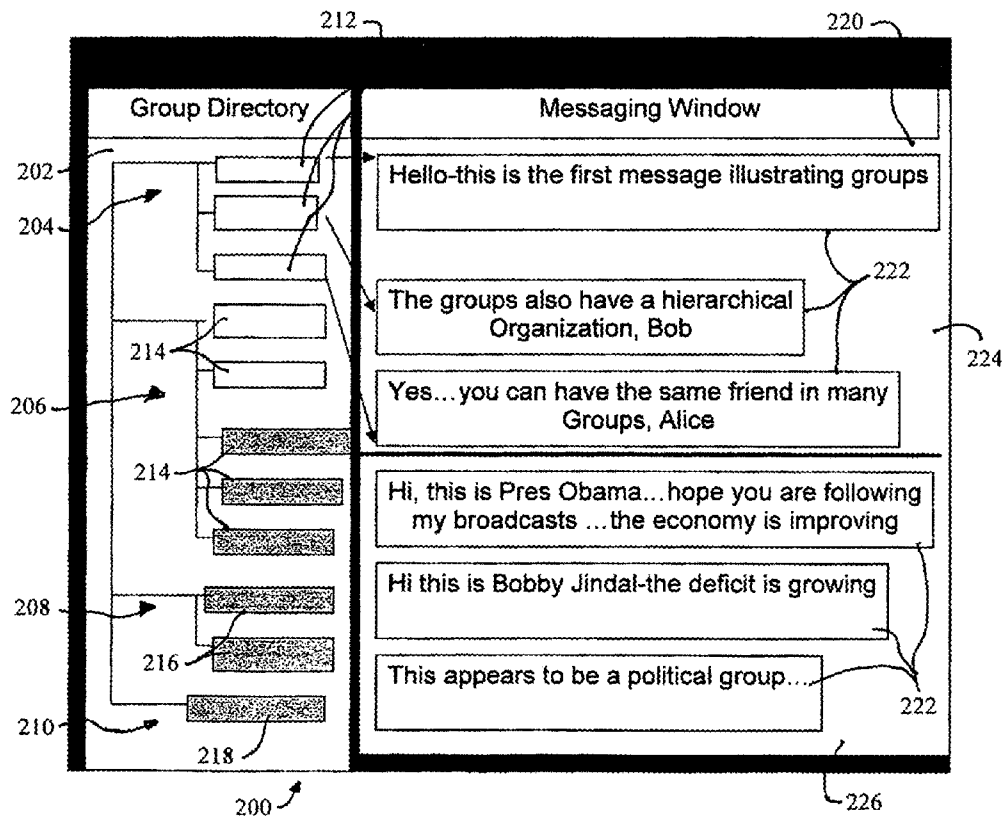 212
220
Group Directory
Messaging Window
202
Hello-this is the first message illustrating groups
204
222
The groups also have a hierarchical
Organization, Bob
214
224
206
Yes...you can have the same friend in many
Groups, Alice
214
Hi, this is Pres Obama...hope you are following
my broadcasts ...the economy is improving
Hi this is Bobby Jindal-the deficit is growing
208
216
This appears to be a political group...
222
210
218
200
226